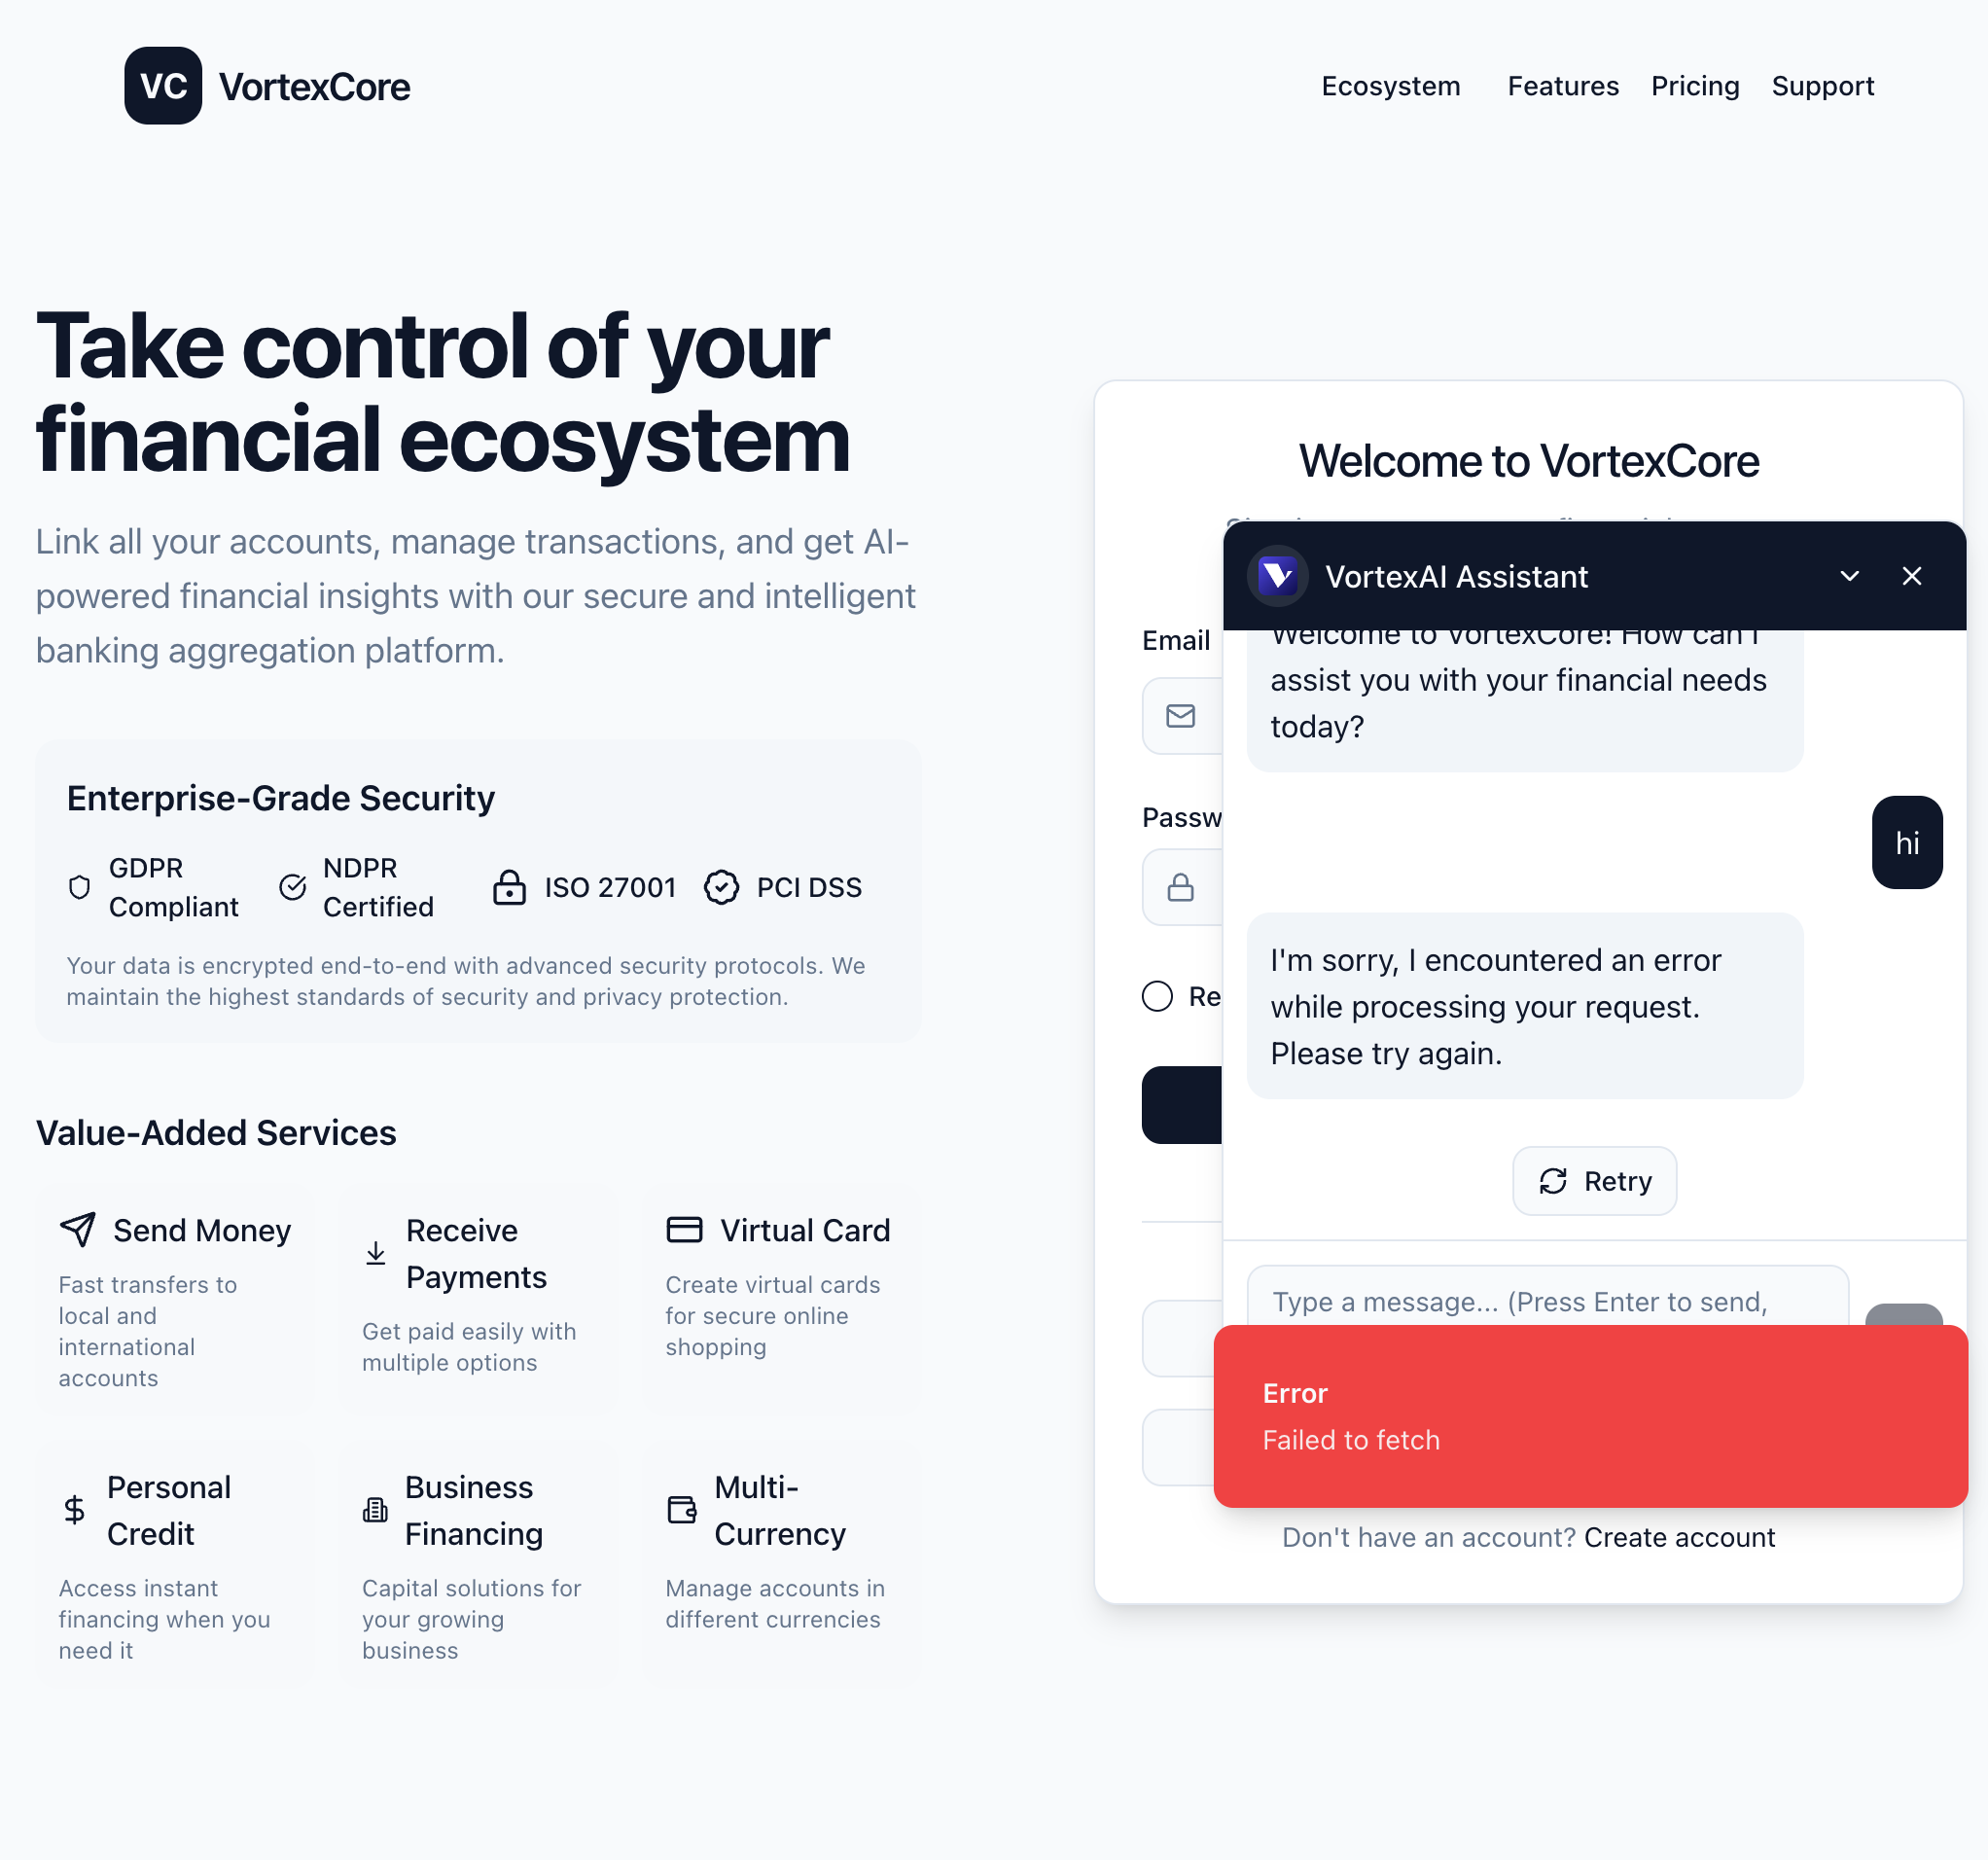 VC VortexCore
Ecosystem Features Pricing Support
Take control of your
financial ecosystem
Link all your accounts, manage transactions, and get AI-
powered financial insights with our secure and intelligent
banking aggregation platform.
Enterprise-Grade Security
GDPR
Compliant
NDPR
Certified
ISO 27001
PCI DSS
Your data is encrypted end-to-end with advanced security protocols. We
maintain the highest standards of security and privacy protection.
Value-Added Services
Send Money
Fast transfers to
local and
international
accounts
Receive
Payments
Get paid easily with
multiple options
Virtual Card
Create virtual cards
for secure online
shopping
Personal
Credit
Access instant
financing when you
need it
Business
Financing
Capital solutions for
your growing
business
Multi-
Currency
Manage accounts in
different currencies
Welcome to VortexCore
Email
Passw
Re
VortexAI Assistant
Welcome to VortexCore! How can I
assist you with your financial needs
today?
hi
I'm sorry, I encountered an error
while processing your request.
Please try again.
Retry
Type a message... (Press Enter to send,
Error
Failed to fetch
Don't have an account? Create account